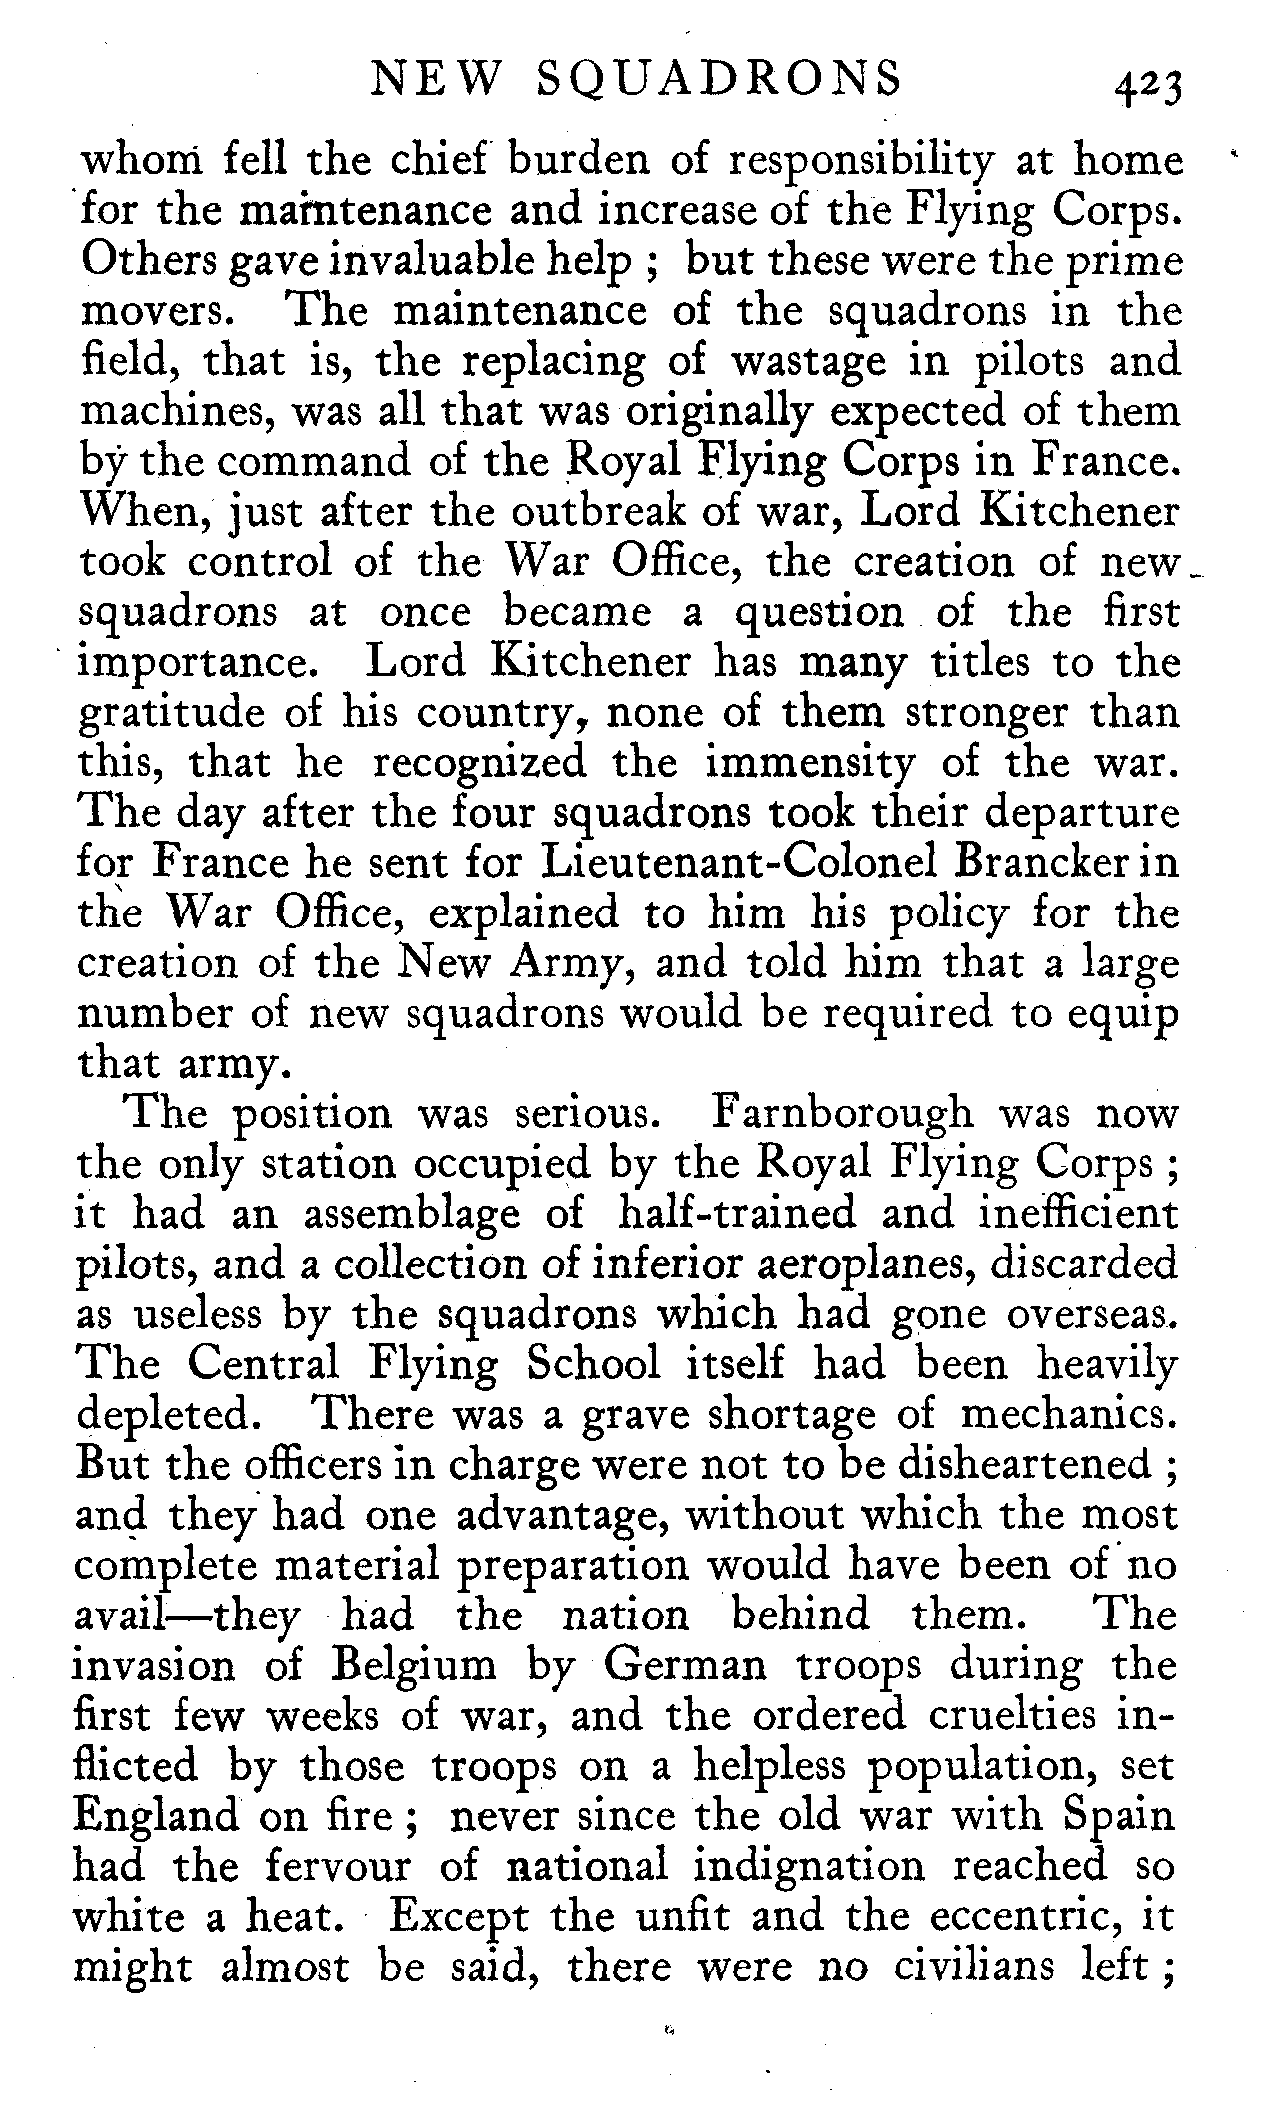 NEW SQUADRONS 423
whom fell the chief burden of responsibility at home
for the maintenance and increase of the Flying Corps.
Others gave invaluable help ; but these were the prime
movers. The maintenance of the squadrons in the
field, that is, the replacing of wastage in pilots and
machines, was all that was originally expected of them
by the command of the Royal Flying Corps in France.
When, just after the outbreak of war, Lord Kitchener
took control of the War Office, the creation of new
squadrons at once became a question of the first
importance. Lord Kitchener has many titles to the
gratitude of his country, none of them stronger than
this, that he recognized the immensity of the war.
The day after the four squadrons took their departure
for France he sent for Lieutenant-Colonel Brancker in
the War Office, explained to him his policy for the
creation of the New Army, and told him that a large
number of new squadrons would be required to equip
that army.
The position was serious. Farnborough was now
the only station occupied by the Royal Flying Corps ;
it had an assemblage of half-trained and inefficient
pilots, and a collection of inferior aeroplanes, discarded
as useless by the squadrons which had gone overseas.
The Central Flying School itself had been heavily
depleted. There was a grave shortage of mechanics.
But the officers in charge were not to be disheartened ;
and they had one advantage, without which the most
complete material preparation would have been of no
avail—they had the nation behind them. The
invasion of Belgium by German troops during the
first few weeks of war, and the ordered cruelties in-
flicted by those troops on a helpless population, set
England on fire ; never since the old war with Spain
had the fervour of national indignation reached so
white a heat. Except the unfit and the eccentric, it
might almost be said, there were no civilians left ;